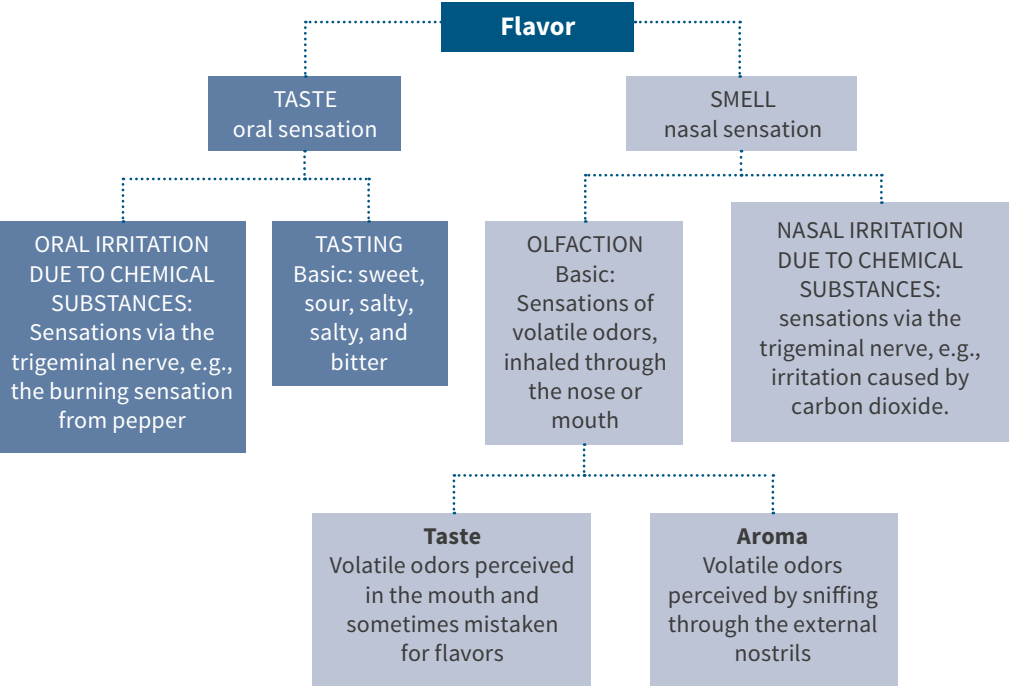 Flavor
TASTE
oral sensation
SMELL
nasal sensation
ORAL IRRITATION
DUE TO CHEMICAL
SUBSTANCES:
Sensations via the
trigeminal nerve, e.g.,
the burning sensation
from pepper
TASTING
Basic: sweet,
sour, salty,
salty, and
bitter
OLFACTION
Basic:
Sensations of
volatile odors,
inhaled through
the nose or
mouth
NASAL IRRITATION
DUE TO CHEMICAL
SUBSTANCES:
sensations via the
trigeminal nerve, e.g.,
irritation caused by
carbon dioxide.
Taste
Volatile odors perceived
in the mouth and
sometimes mistaken
for flavors
Aroma
Volatile odors
perceived by sniffing
through the external
nostrils